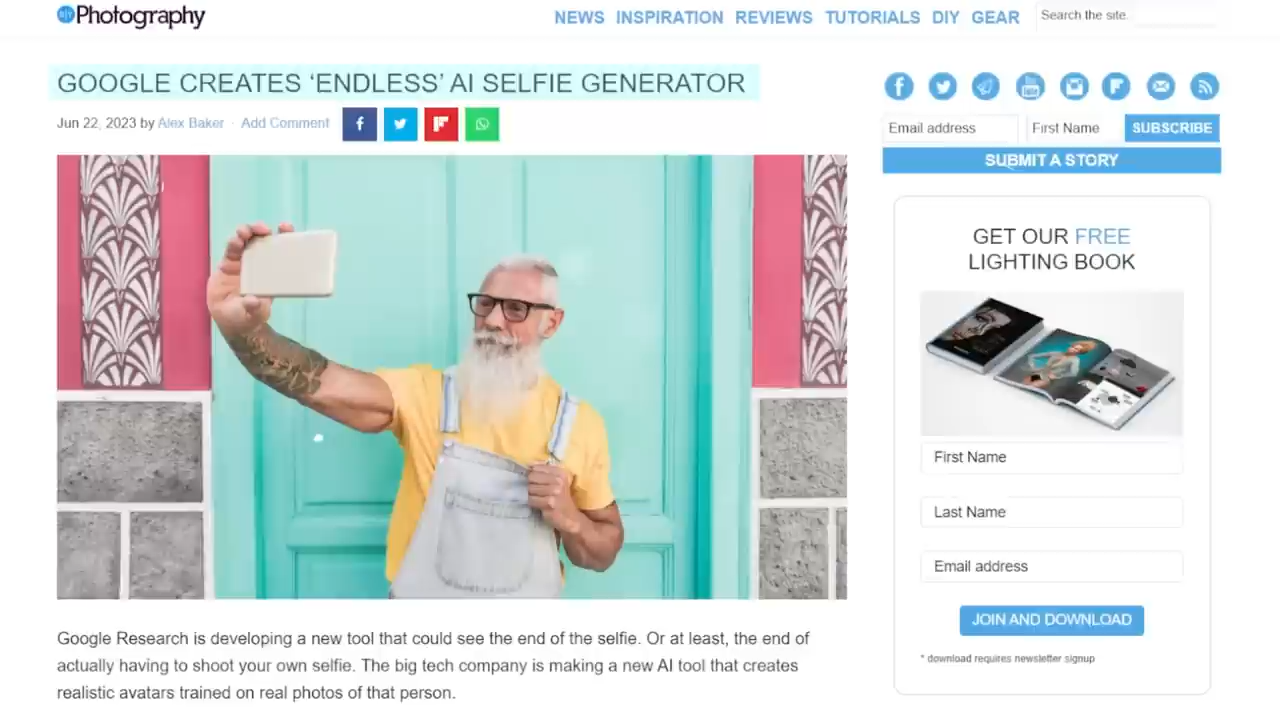 DIY Photography
NEWS INSPIRATION REVIEWS TUTORIALS DIY GEAR
Search the site.
GOOGLE CREATES ‘ENDLESS’ AI SELFIE GENERATOR
Jun 22, 2023 by Alex Baker · Add Comment
Email address
First Name
SUBSCRIBE
SUBMIT A STORY
GET OUR FREE
LIGHTING BOOK
First Name
Last Name
Email address
JOIN AND DOWNLOAD
* download requires newsletter signup
Google Research is developing a new tool that could see the end of the selfie. Or at least, the end of
actually having to shoot your own selfie. The big tech company is making a new AI tool that creates
realistic avatars trained on real photos of that person.